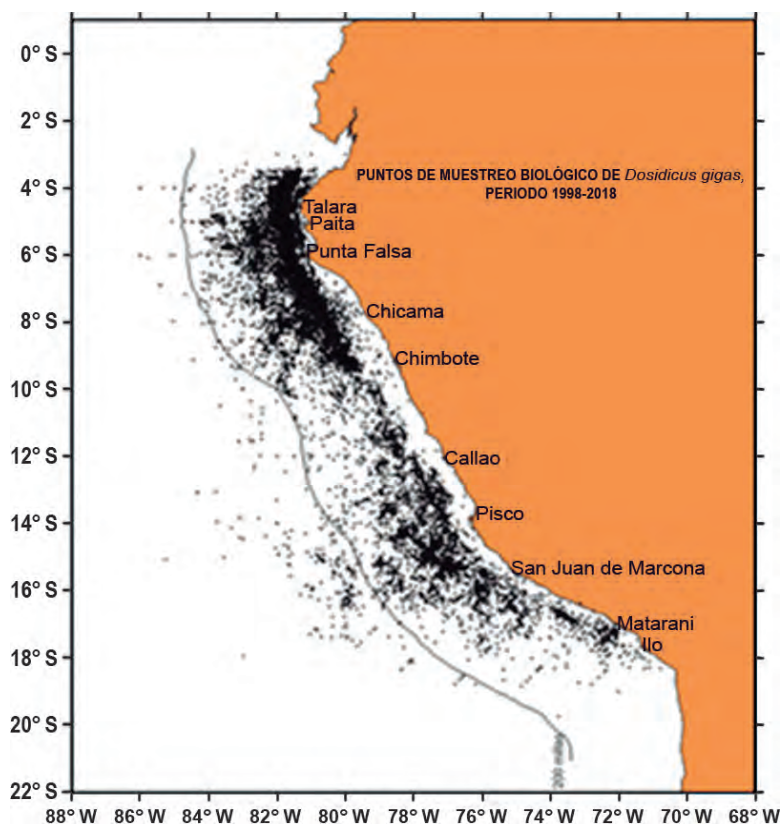 0° S
2° S
4° S
6° S
8° S
10° S
12° S
14° S
16° S
18° S
20° S
22° S
PUNTOS DE MUESTREO BIOLÓGICO DE Dosidicus gigas,
PERIODO 1998-2018
Talara
Paita
Punta Falsa
Chicama
Chimbote
Callao
Pisco
San Juan de Marcona
Matarani
Ilo
200 millas
88° W 86° W 84° W 82° W 80° W 78° W 76° W 74° W 72° W 70° W 68° W